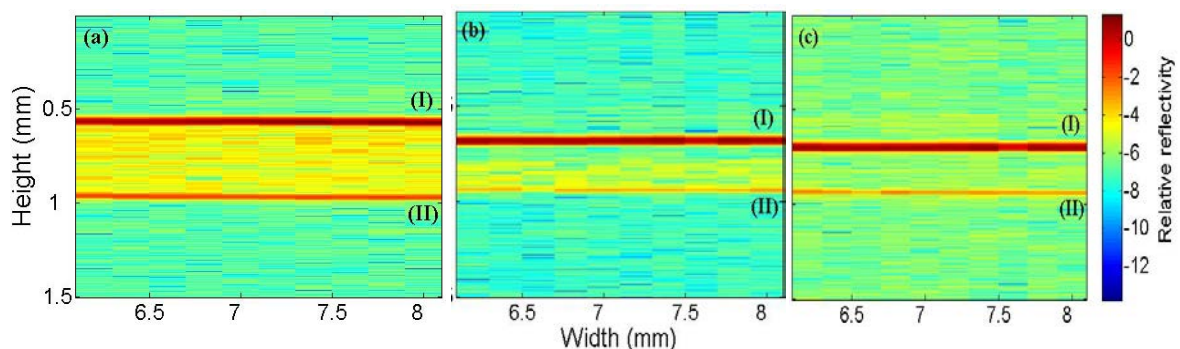 (a)
(I)
(II)
(b)
(I)
(II)
(c)
(I)
(II)
Height (mm)
0.5
1
1.5
6.5 7 7.5 8
6.5 7 7.5 8
6.5 7 7.5 8
Width (mm)
0
-2
-4
-6
-8
-10
-12
Relative reflectivity